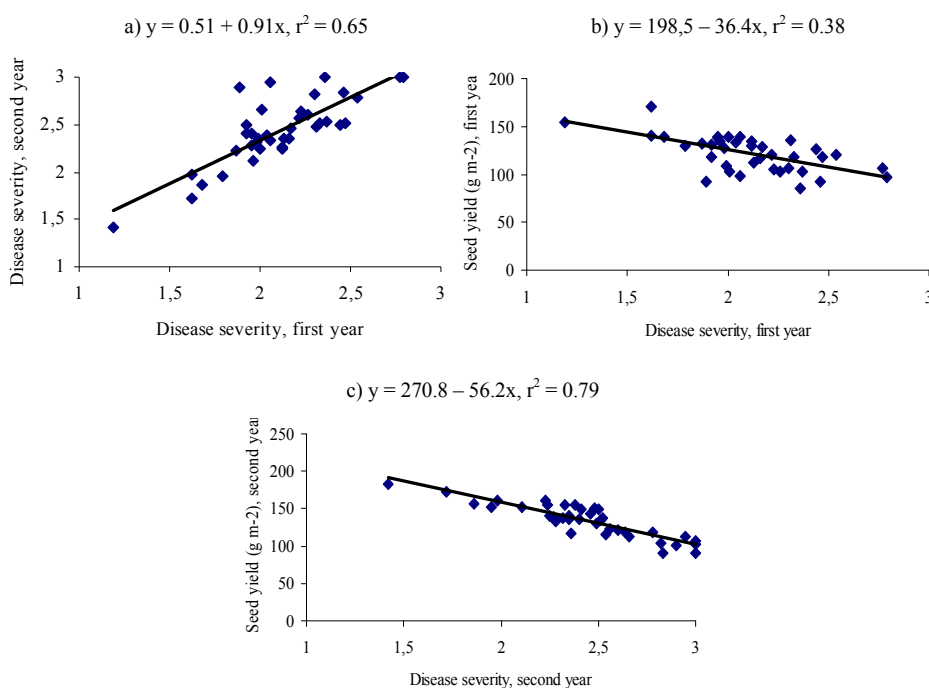 a) y = 0.51 + 0.91x, r² = 0.65
Disease severity, second year
3
2,5
2
1,5
1
1 1,5 2 2,5 3
Disease severity, first year
b) y = 198,5 – 36.4x, r² = 0.38
Seed yield (g m-2), first yea
200
150
100
50
0
1 1,5 2 2,5 3
Disease severity, first year
c) y = 270.8 – 56.2x, r² = 0.79
Seed yield (g m-2), second year
250
200
150
100
50
0
1 1,5 2 2,5 3
Disease severity, second year